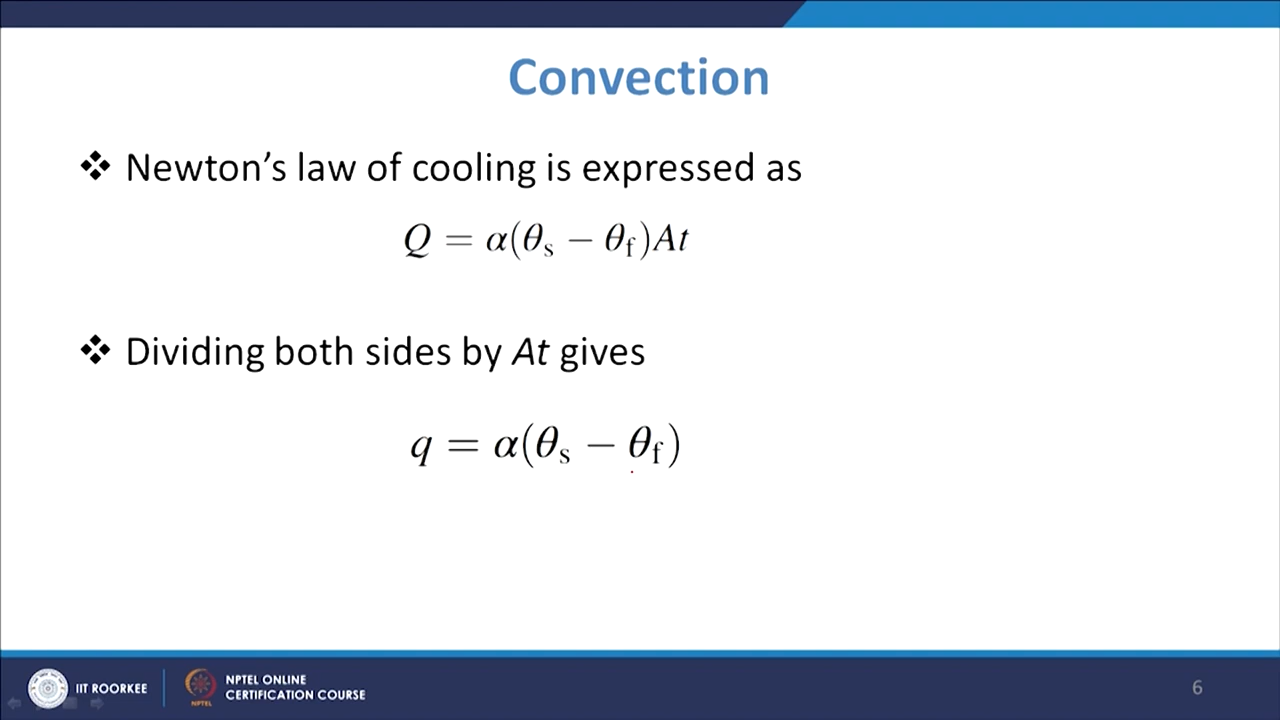 Convection
❖ Newton’s law of cooling is expressed as
Q = α(θs − θf)At
❖ Dividing both sides by At gives
q = α(θs − θf)
IIT ROORKEE
NPTEL
NPTEL ONLINE
CERTIFICATION COURSE
6